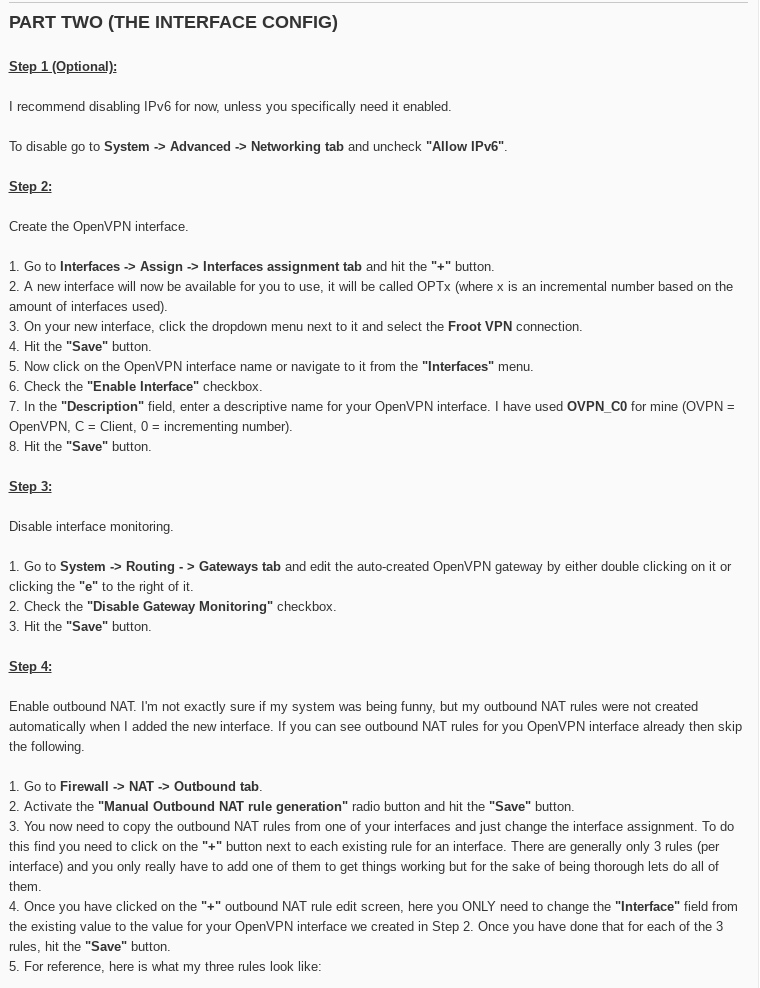 PART TWO (THE INTERFACE CONFIG)
Step 1 (Optional):
I recommend disabling IPv6 for now, unless you specifically need it enabled.
To disable go to System -> Advanced -> Networking tab and uncheck "Allow IPv6".
Step 2:
Create the OpenVPN interface.
1. Go to Interfaces -> Assign -> Interfaces assignment tab and hit the "+" button.
2. A new interface will now be available for you to use, it will be called OPTx (where x is an incremental number based on the
amount of interfaces used).
3. On your new interface, click the dropdown menu next to it and select the Froot VPN connection.
4. Hit the "Save" button.
5. Now click on the OpenVPN interface name or navigate to it from the "Interfaces" menu.
6. Check the "Enable Interface" checkbox.
7. In the "Description" field, enter a descriptive name for your OpenVPN interface. I have used OVPN_C0 for mine (OVPN =
OpenVPN, C = Client, 0 = incrementing number).
8. Hit the "Save" button.
Step 3:
Disable interface monitoring.
1. Go to System -> Routing - > Gateways tab and edit the auto-created OpenVPN gateway by either double clicking on it or
clicking the "e" to the right of it.
2. Check the "Disable Gateway Monitoring" checkbox.
3. Hit the "Save" button.
Step 4:
Enable outbound NAT. I'm not exactly sure if my system was being funny, but my outbound NAT rules were not created
automatically when I added the new interface. If you can see outbound NAT rules for you OpenVPN interface already then skip
the following.
1. Go to Firewall -> NAT -> Outbound tab.
2. Activate the "Manual Outbound NAT rule generation" radio button and hit the "Save" button.
3. You now need to copy the outbound NAT rules from one of your interfaces and just change the interface assignment. To do
this find you need to click on the "+" button next to each existing rule for an interface. There are generally only 3 rules (per
interface) and you only really have to add one of them to get things working but for the sake of being thorough lets do all of
them.
4. Once you have clicked on the "+" outbound NAT rule edit screen, here you ONLY need to change the "Interface" field from
the existing value to the value for your OpenVPN interface we created in Step 2. Once you have done that for each of the 3
rules, hit the "Save" button.
5. For reference, here is what my three rules look like: